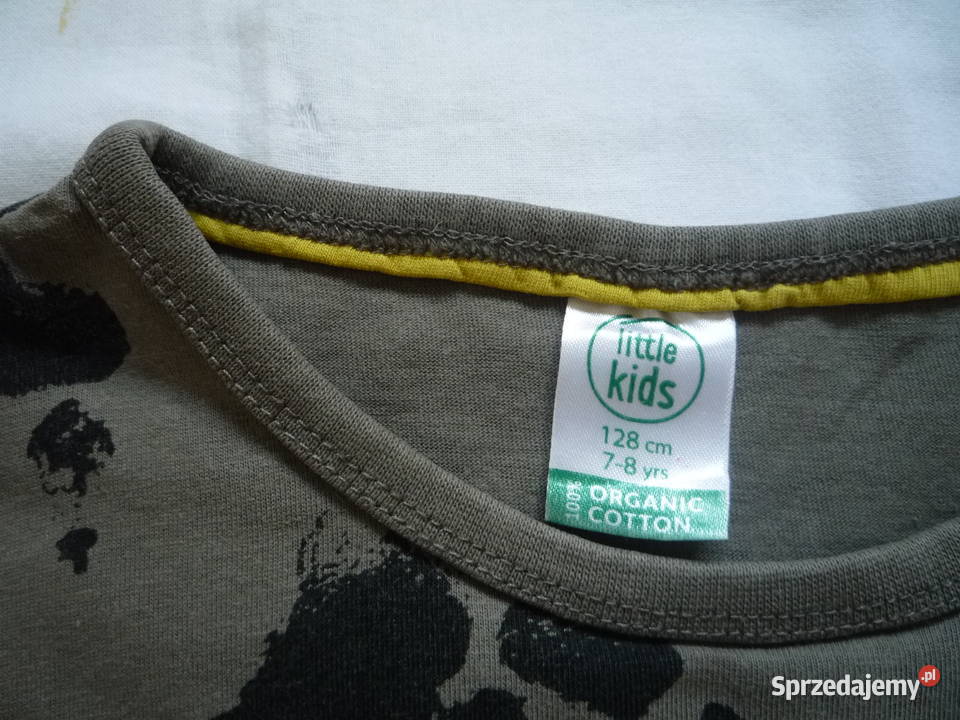 little
kids
128 cm
7-8 yrs
100% ORGANIC
COTTON
Sprzedajemy.pl